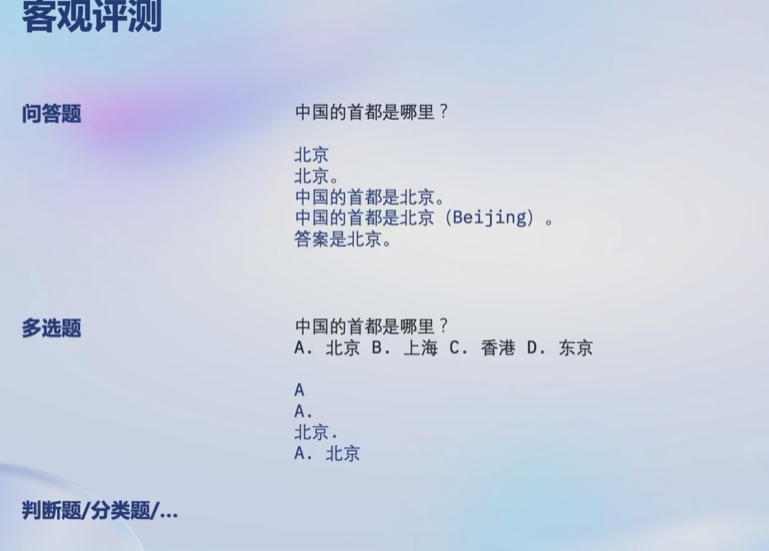 客观评测
问答题
中国的首都是哪里？
北京
北京。
中国的首都是北京。
中国的首都是北京（Beijing）。
答案是北京。
多选题
中国的首都是哪里？
A. 北京 B. 上海 C. 香港 D. 东京
A
A.
北京.
A. 北京
判断题/分类题/...